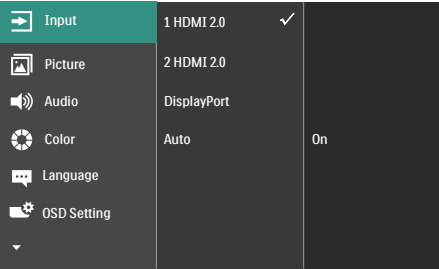 Input
1 HDMI 2.0
Picture
2 HDMI 2.0
Audio
DisplayPort
Color
Auto
On
Language
OSD Setting